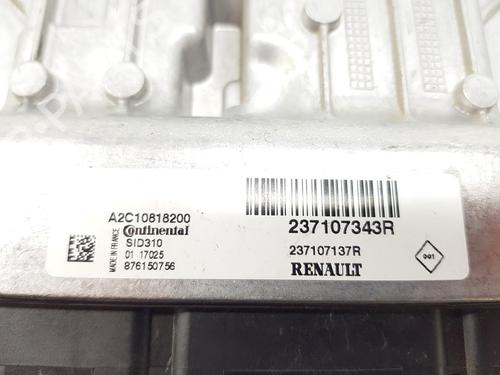 A2C10818200
Continental
SID310
01 17025
876150756
MADE IN FRANCE
237107343R
237107137R
RENAULT
001